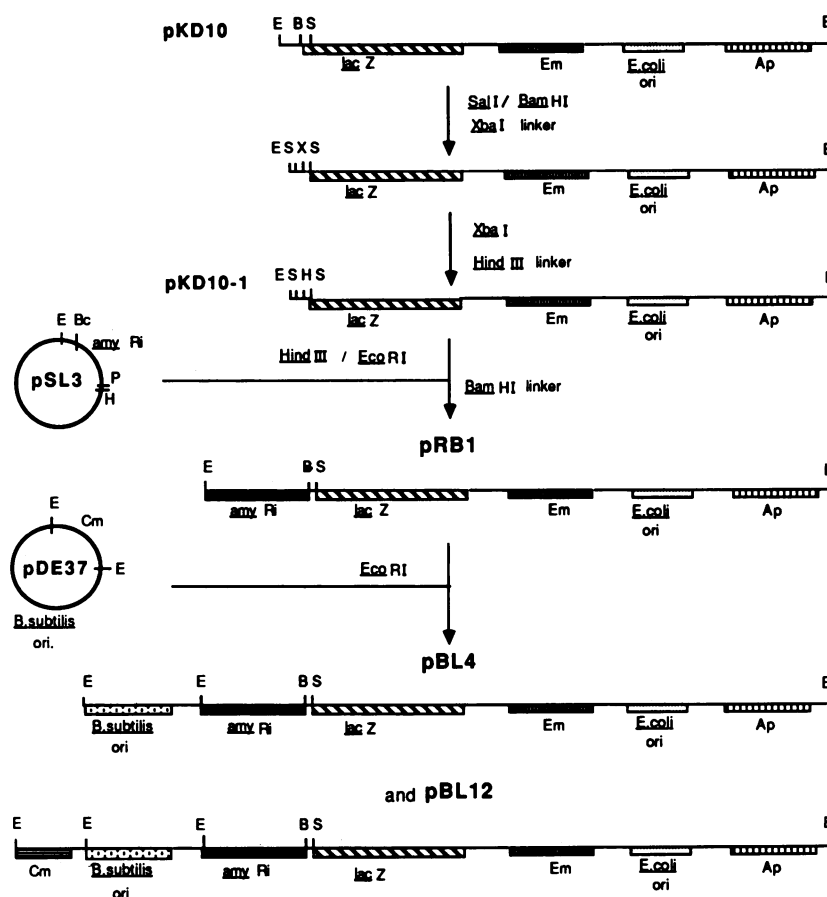 pKD10
E B S E
lac Z Em E.coli ori Ap
Sal I / Bam HI
Xba I linker
E S X S E
lac Z Em E.coli ori Ap
Xba I
Hind III linker
pKD10-1
E S H S E
lac Z Em E.coli ori Ap
E Bc
amy Ri
pSL3
P
H
Hind III / Eco RI
Bam HI linker
pRB1
E B S E
amy Ri lac Z Em E.coli ori Ap
E
Cm
pDE37
E
B.subtilis
ori.
Eco RI
pBL4
E E B S E
B.subtilis ori amy Ri lac Z Em E.coli ori Ap
and pBL12
E E E B S E
Cm B.subtilis ori amy Ri lac Z Em E.coli ori Ap